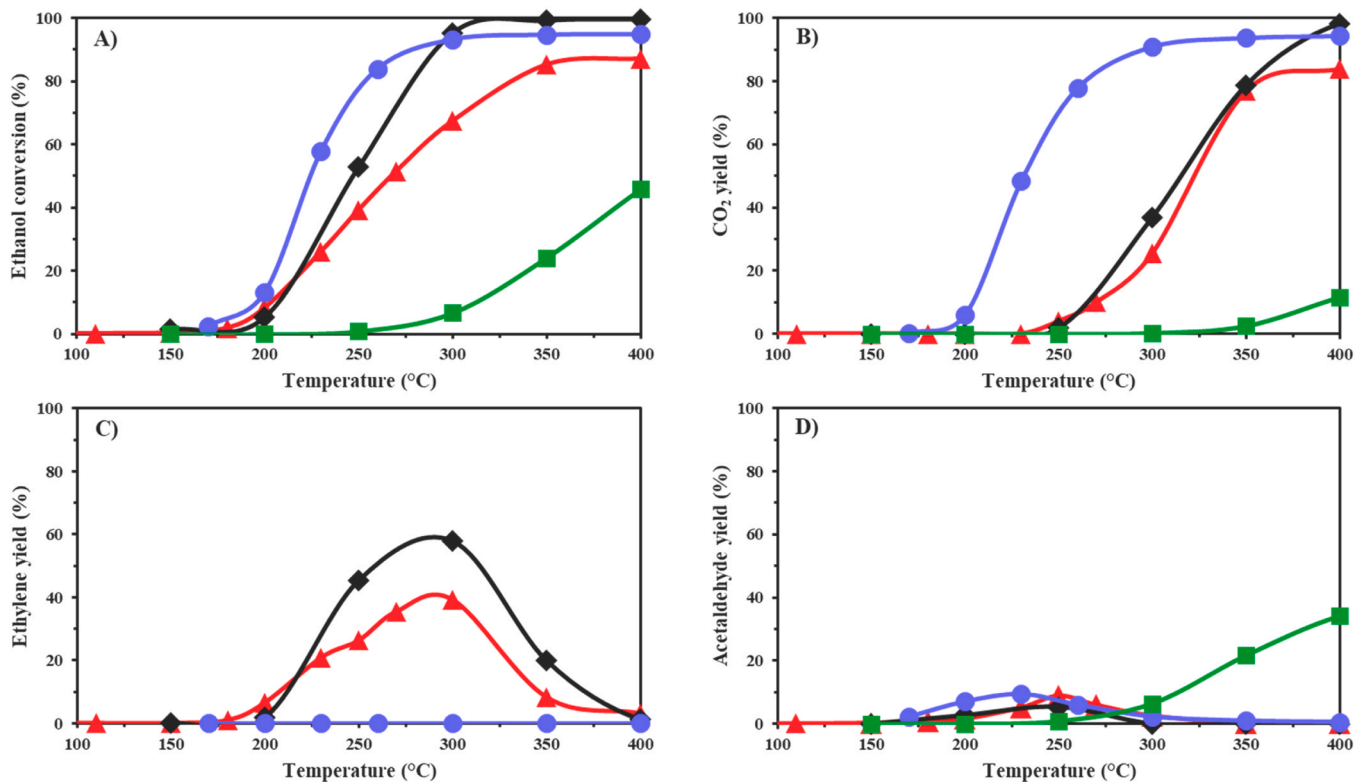 A)
Ethanol conversion (%)
100
80
60
40
20
0
100 150 200 250 300 350 400
Temperature (°C)
B)
CO2 yield (%)
100
80
60
40
20
0
100 150 200 250 300 350 400
Temperature (°C)
C)
Ethylene yield (%)
100
80
60
40
20
0
100 150 200 250 300 350 400
Temperature (°C)
D)
Acetaldehyde yield (%)
100
80
60
40
20
0
100 150 200 250 300 350 400
Temperature (°C)